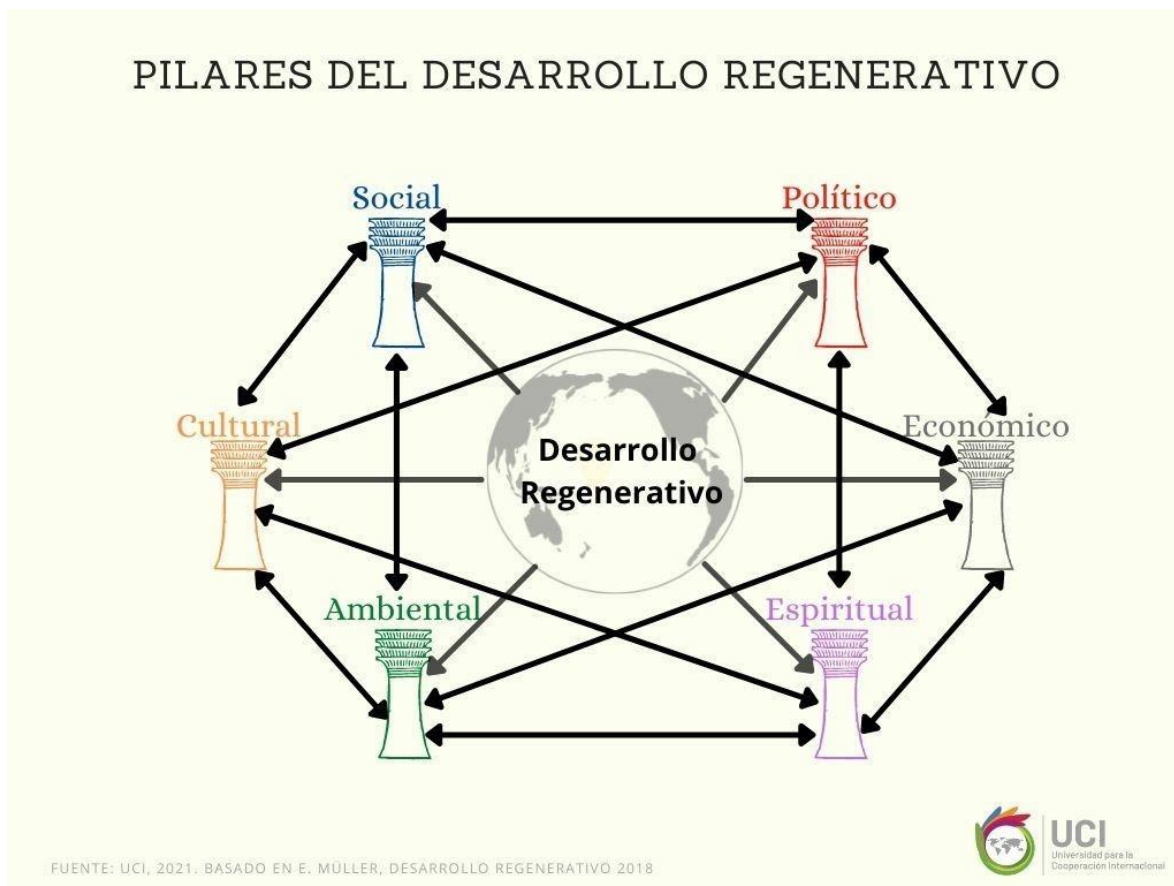 PILARES DEL DESARROLLO REGENERATIVO
Social
Político
Cultural
Económico
Desarrollo
Regenerativo
Ambiental
Espiritual
UCI
Universidad para la
Cooperación Internacional
FUENTE: UCI, 2021. BASADO EN E. MÜLLER, DESARROLLO REGENERATIVO 2018